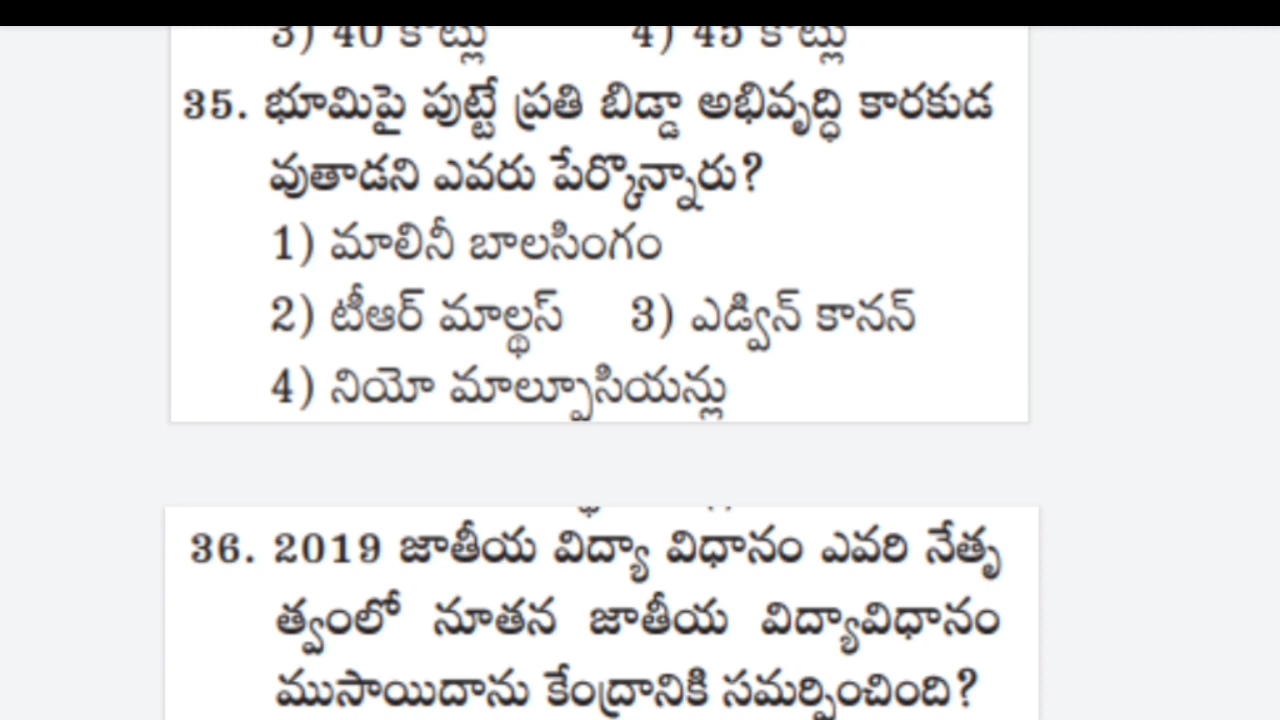 3) 40 కోట్లు 4) 45 కోట్లు
35. భూమిపై పుట్టే ప్రతి బిడ్డా అభివృద్ధి కారకుడ
వుతాడని ఎవరు పేర్కొన్నారు?
1) మాలినీ బాలసింగం
2) టీఆర్ మాల్థస్ 3) ఎడ్విన్ కానన్
4) నియో మాల్థూసియన్లు
36. 2019 జాతీయ విద్యా విధానం ఎవరి నేతృ
త్వంలో నూతన జాతీయ విద్యావిధానం
ముసాయిదాను కేంద్రానికి సమర్పించింది?